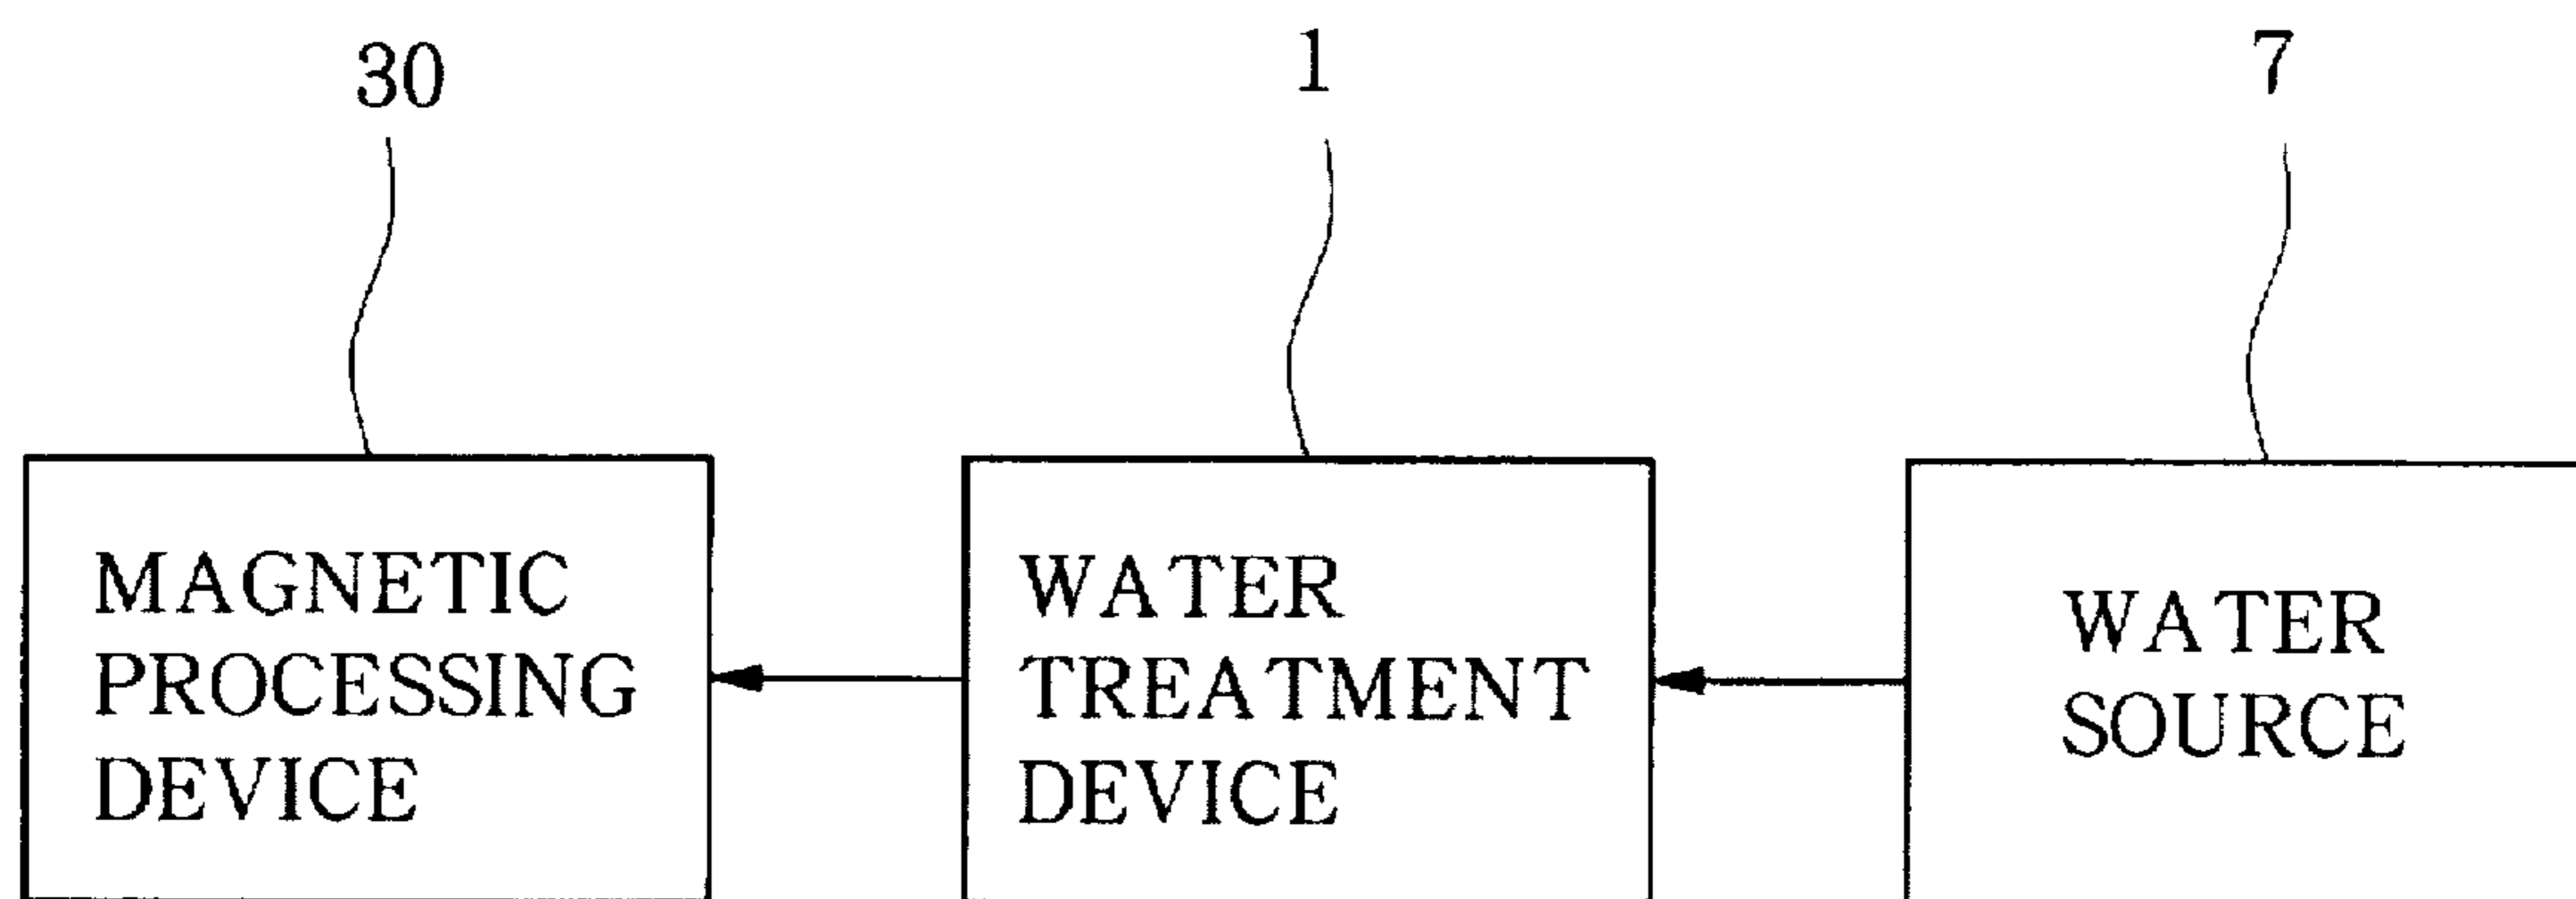 30
1
7
MAGNETIC
PROCESSING
DEVICE
WATER
TREATMENT
DEVICE
WATER
SOURCE